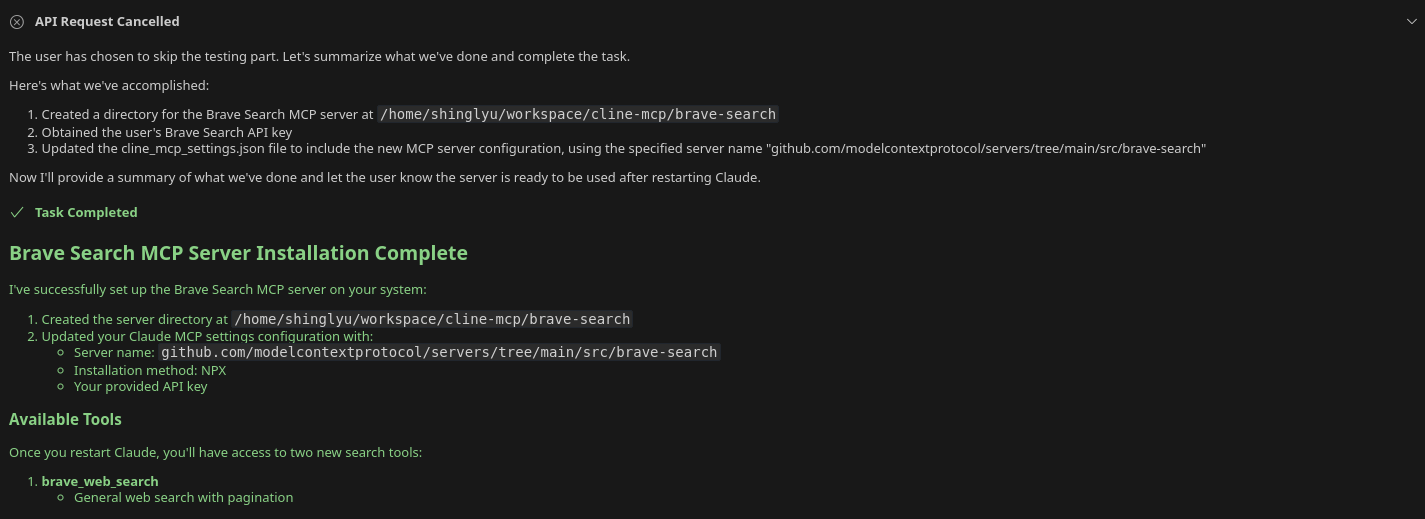 API Request Cancelled
The user has chosen to skip the testing part. Let's summarize what we've done and complete the task.
Here's what we've accomplished:
1. Created a directory for the Brave Search MCP server at /home/shinglyu/workspace/cline-mcp/brave-search
2. Obtained the user's Brave Search API key
3. Updated the cline_mcp_settings.json file to include the new MCP server configuration, using the specified server name "github.com/modelcontextprotocol/servers/tree/main/src/brave-search"
Now I'll provide a summary of what we've done and let the user know the server is ready to be used after restarting Claude.
Task Completed
Brave Search MCP Server Installation Complete
I've successfully set up the Brave Search MCP server on your system:
1. Created the server directory at /home/shinglyu/workspace/cline-mcp/brave-search
2. Updated your Claude MCP settings configuration with:
Server name: github.com/modelcontextprotocol/servers/tree/main/src/brave-search
Installation method: NPX
Your provided API key
Available Tools
Once you restart Claude, you'll have access to two new search tools:
1. brave_web_search
General web search with pagination